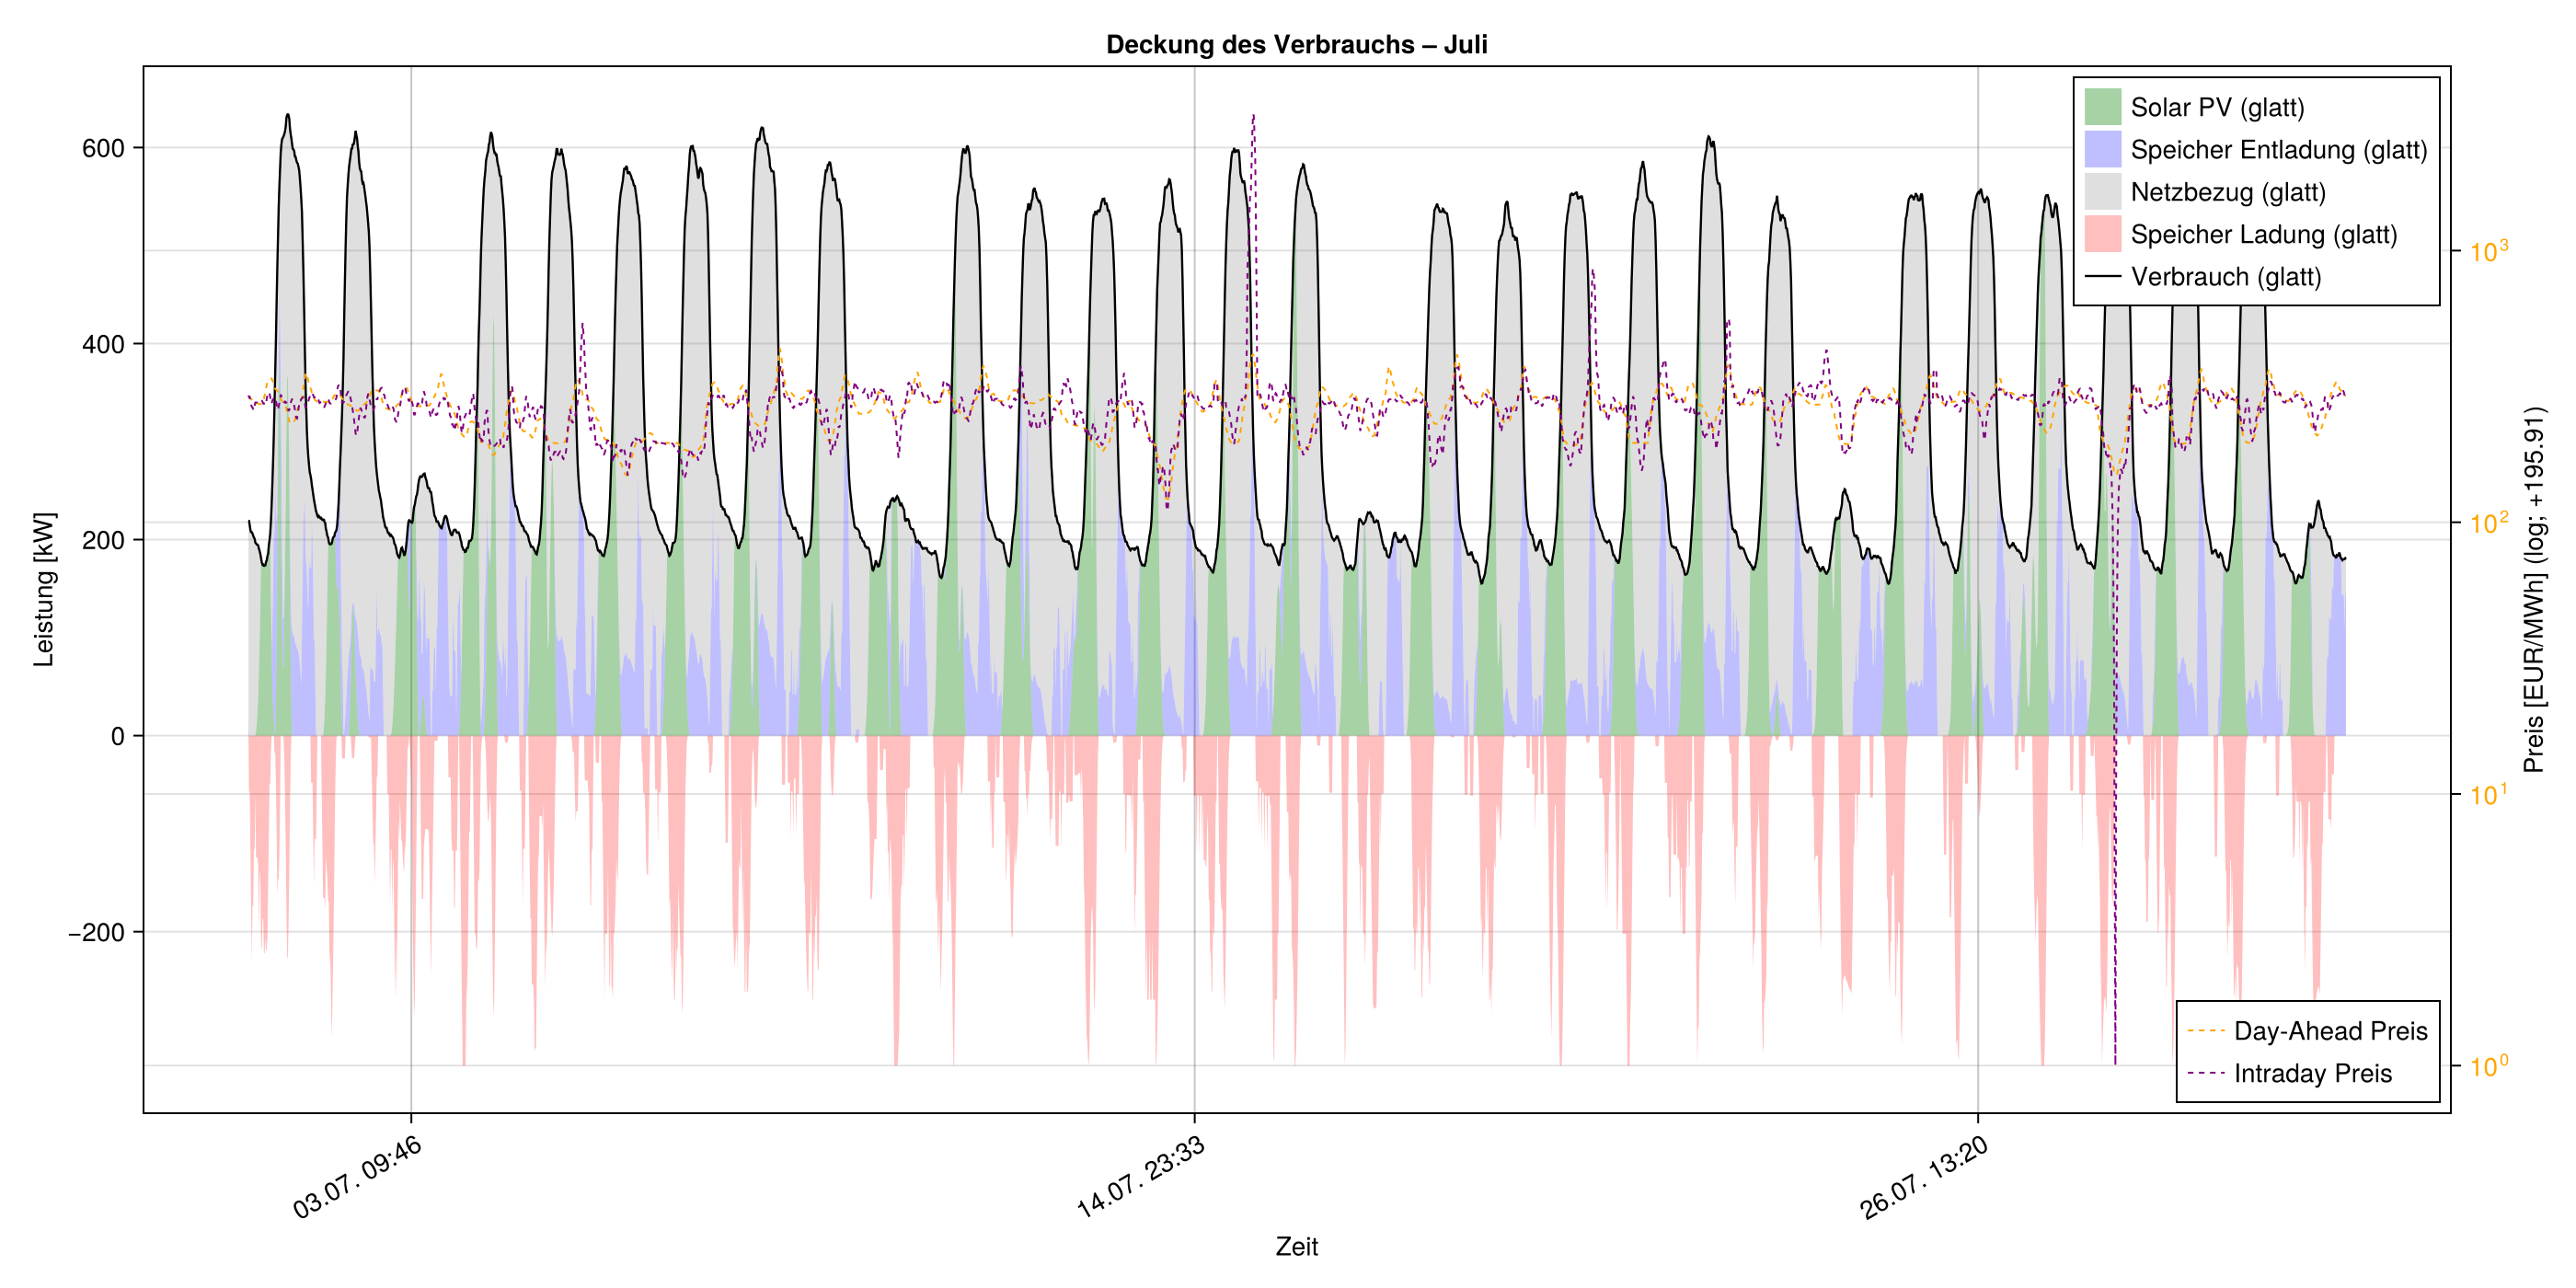 Deckung des Verbrauchs – Juli
Solar PV (glatt)
Speicher Entladung (glatt)
Netzbezug (glatt)
Speicher Ladung (glatt)
Verbrauch (glatt)
600
400
200
0
−200
Leistung [kW]
10³
10²
10¹
10⁰
Preis [EUR/MWh] (log; +195.91)
Day-Ahead Preis
Intraday Preis
03.07. 09:46
14.07. 23:33
26.07. 13:20
Zeit